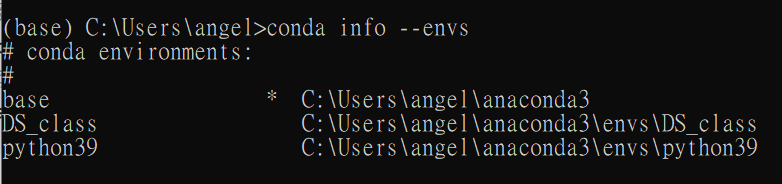 (base) C:\Users\angel>conda info --envs
# conda environments:
#
base                  *  C:\Users\angel\anaconda3
DS_class                 C:\Users\angel\anaconda3\envs\DS_class
python39                 C:\Users\angel\anaconda3\envs\python39